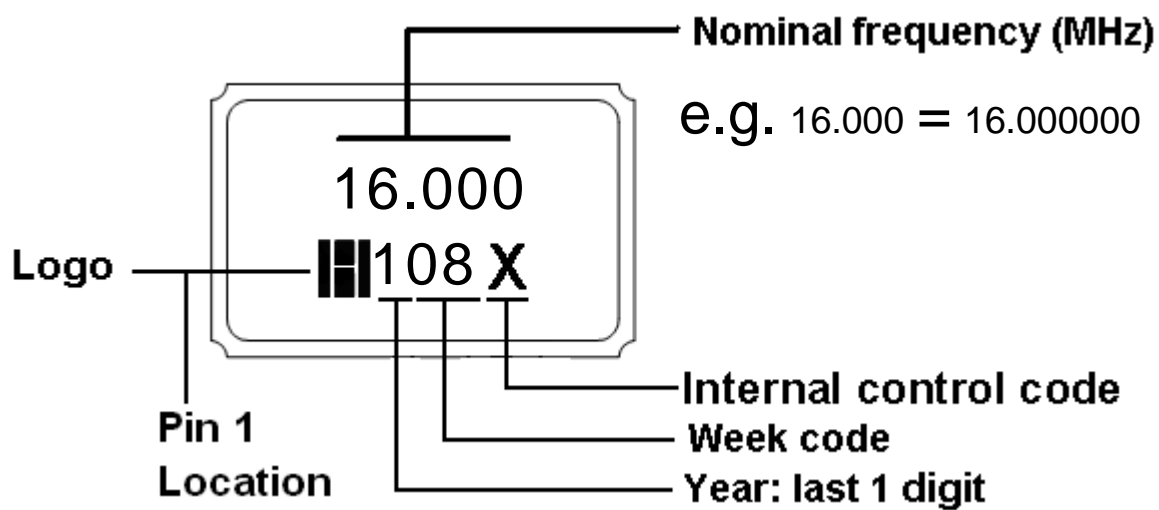 Nominal frequency (MHz)
e.g. 16.000 = 16.000000
16.000
Logo
108 X
Internal control code
Pin 1
Location
Week code
Year: last 1 digit